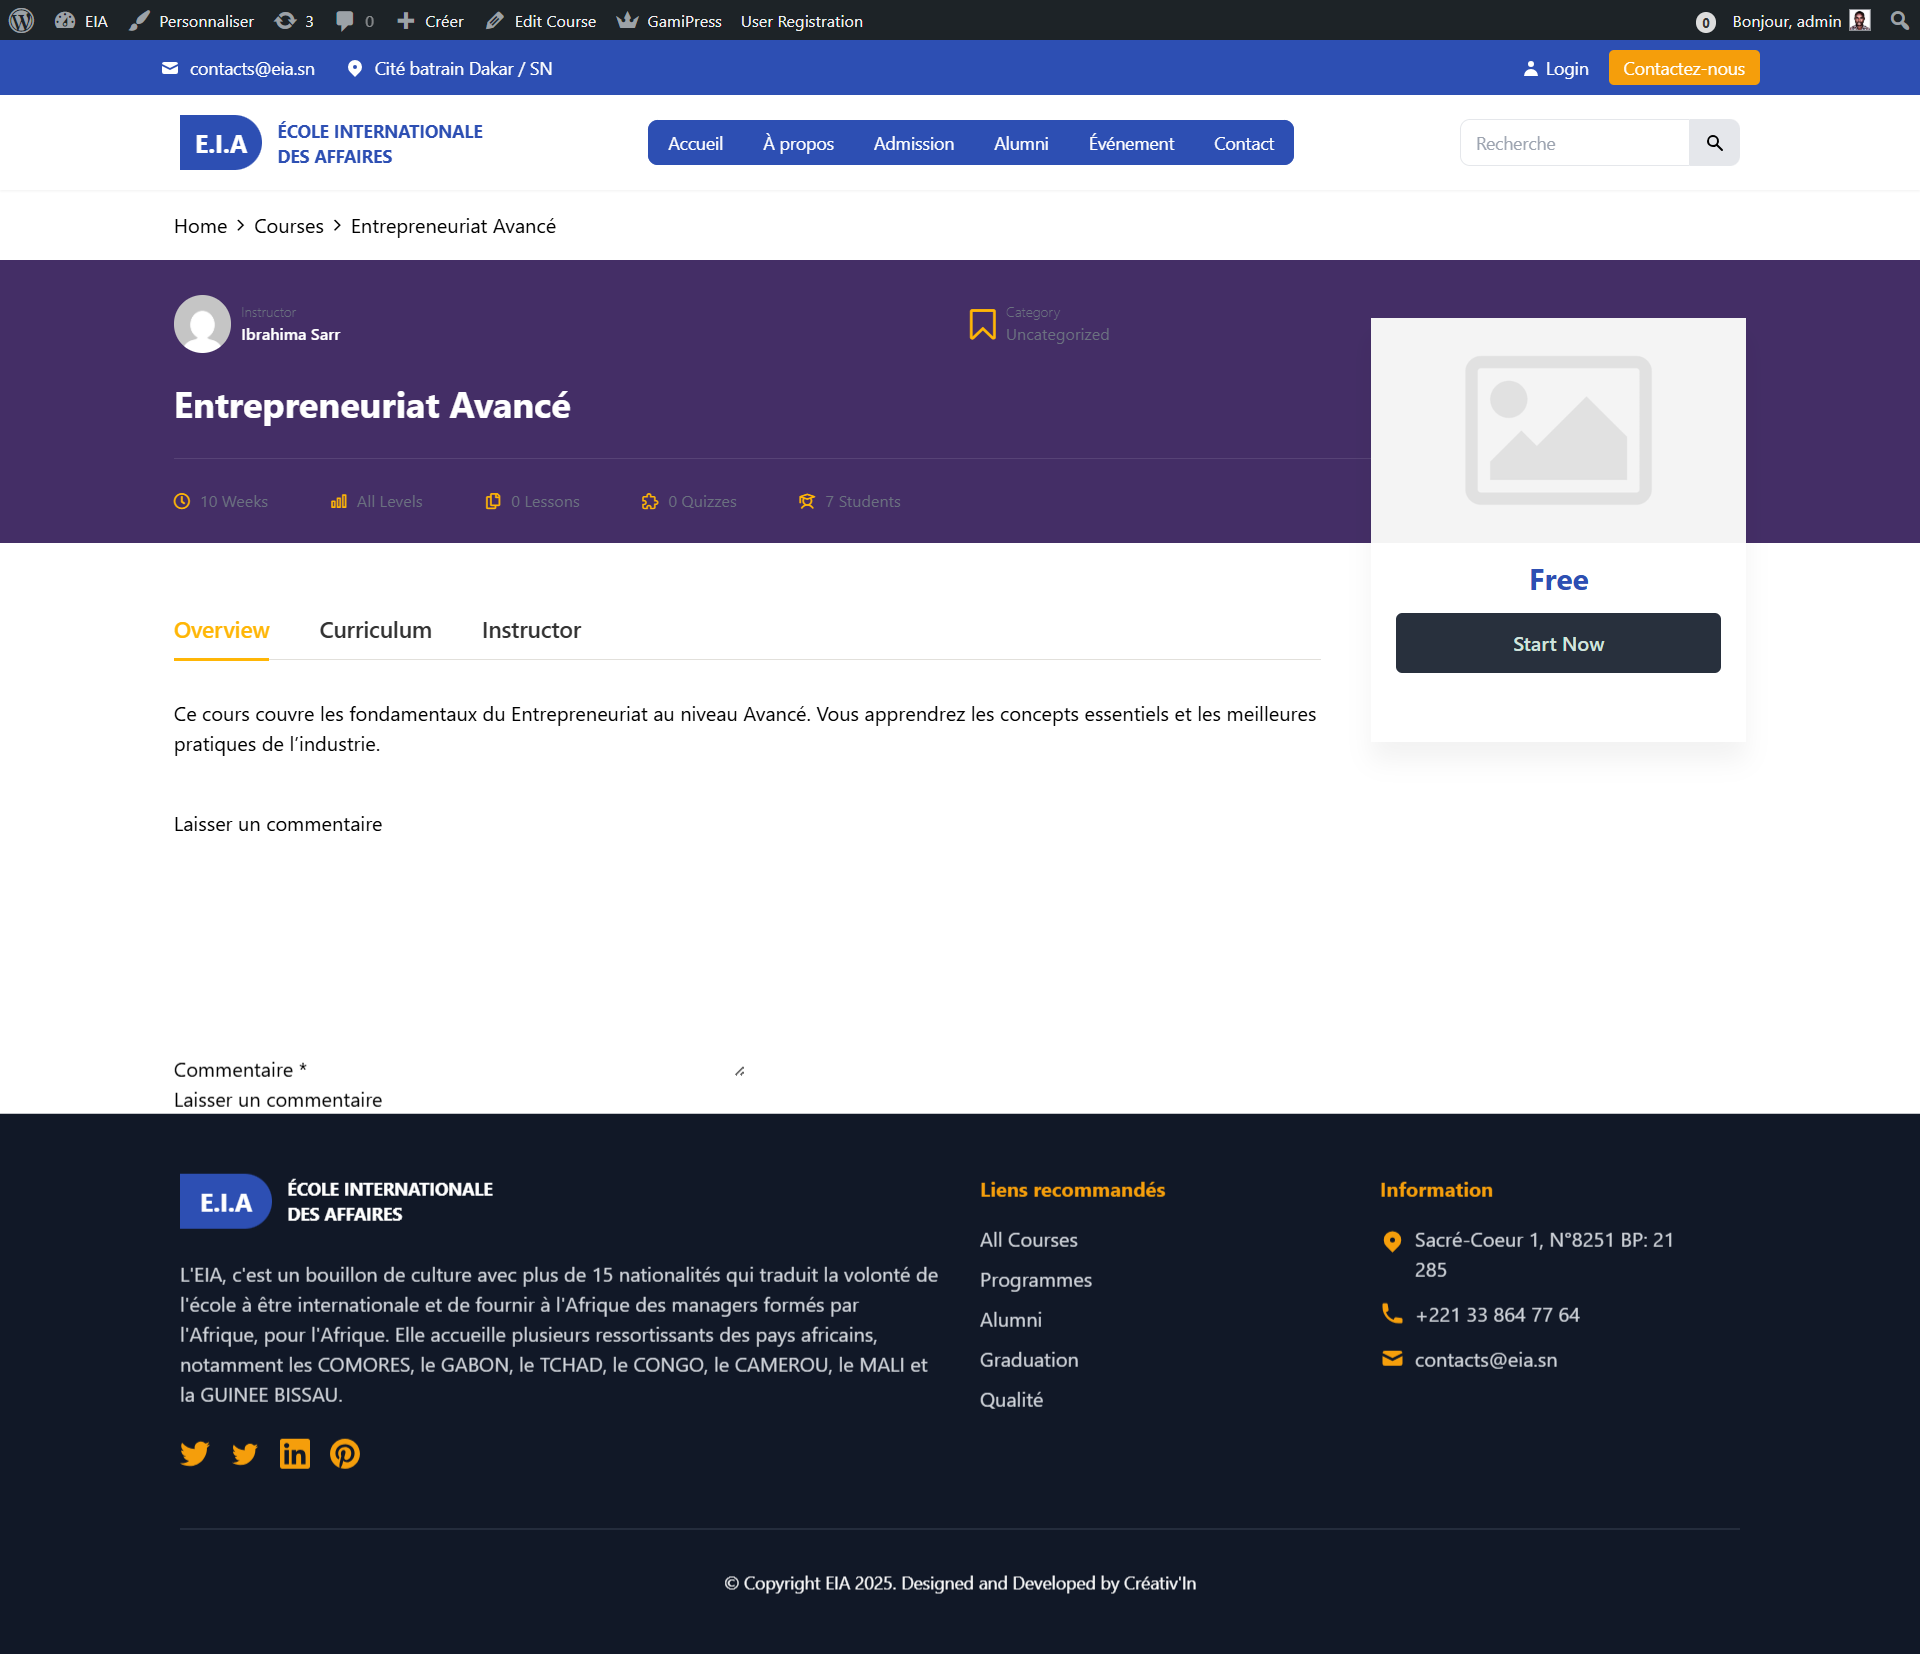 EIA
Personnaliser
3
0
Créer
Edit Course
GamiPress
User Registration
0
Bonjour, admin
contacts@eia.sn
Cité batrain Dakar / SN
Login
Contactez-nous
E.I.A
ÉCOLE INTERNATIONALE
DES AFFAIRES
Accueil
À propos
Admission
Alumni
Événement
Contact
Recherche
Home > Courses > Entrepreneuriat Avancé
Instructor
Ibrahima Sarr
Category
Uncategorized
Entrepreneuriat Avancé
10 Weeks
All Levels
0 Lessons
0 Quizzes
7 Students
Free
Start Now
Overview
Curriculum
Instructor
Ce cours couvre les fondamentaux du Entrepreneuriat au niveau Avancé. Vous apprendrez les concepts essentiels et les meilleures
pratiques de l’industrie.
Laisser un commentaire
Commentaire *
Laisser un commentaire
E.I.A
ÉCOLE INTERNATIONALE
DES AFFAIRES
L'EIA, c'est un bouillon de culture avec plus de 15 nationalités qui traduit la volonté de
l'école à être internationale et de fournir à l'Afrique des managers formés par
l'Afrique, pour l'Afrique. Elle accueille plusieurs ressortissants des pays africains,
notamment les COMORES, le GABON, le TCHAD, le CONGO, le CAMEROU, le MALI et
la GUINEE BISSAU.
Liens recommandés
All Courses
Programmes
Alumni
Graduation
Qualité
Information
Sacré-Coeur 1, N°8251 BP: 21
285
+221 33 864 77 64
contacts@eia.sn
© Copyright EIA 2025. Designed and Developed by Créativ'In